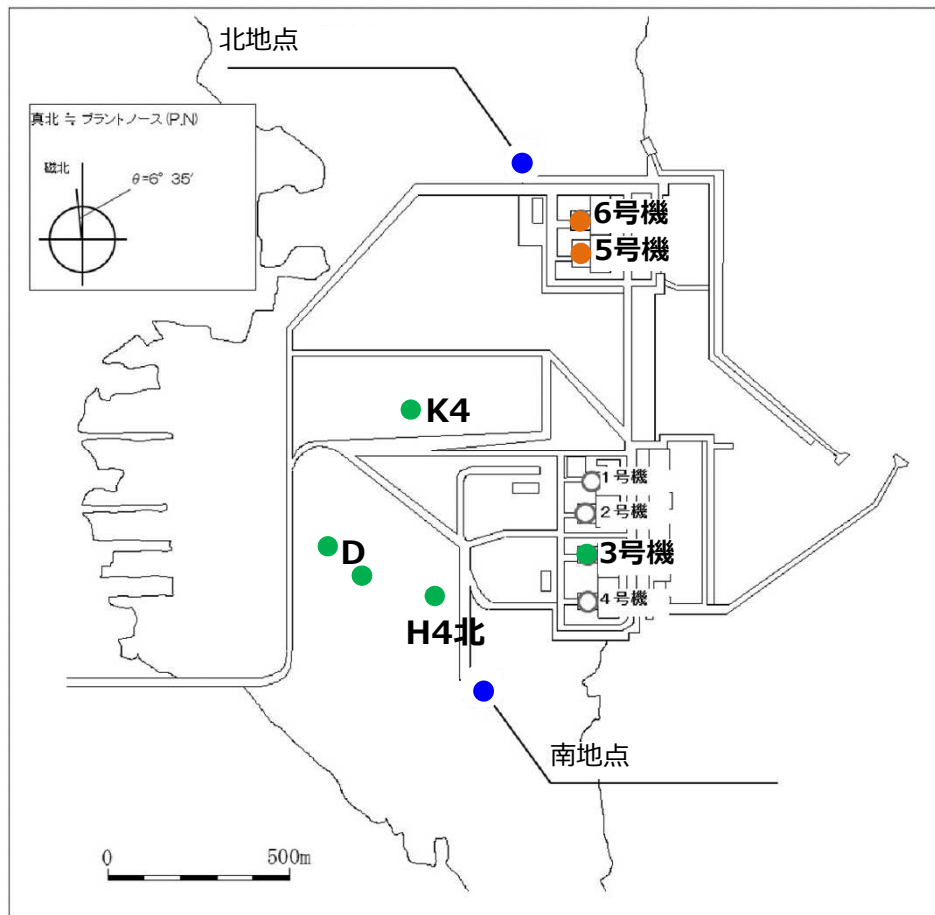 北地点
真北 ≒ プラントノース(P,N)
磁北
θ=6° 35′
6号機
5号機
K4
1号機
2号機
D
3号機
4号機
H4北
南地点
0 500m